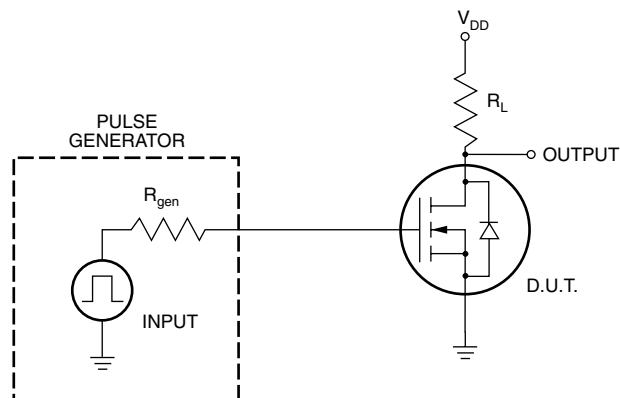 V_DD
R_L
PULSE
GENERATOR
OUTPUT
R_gen
D.U.T.
INPUT